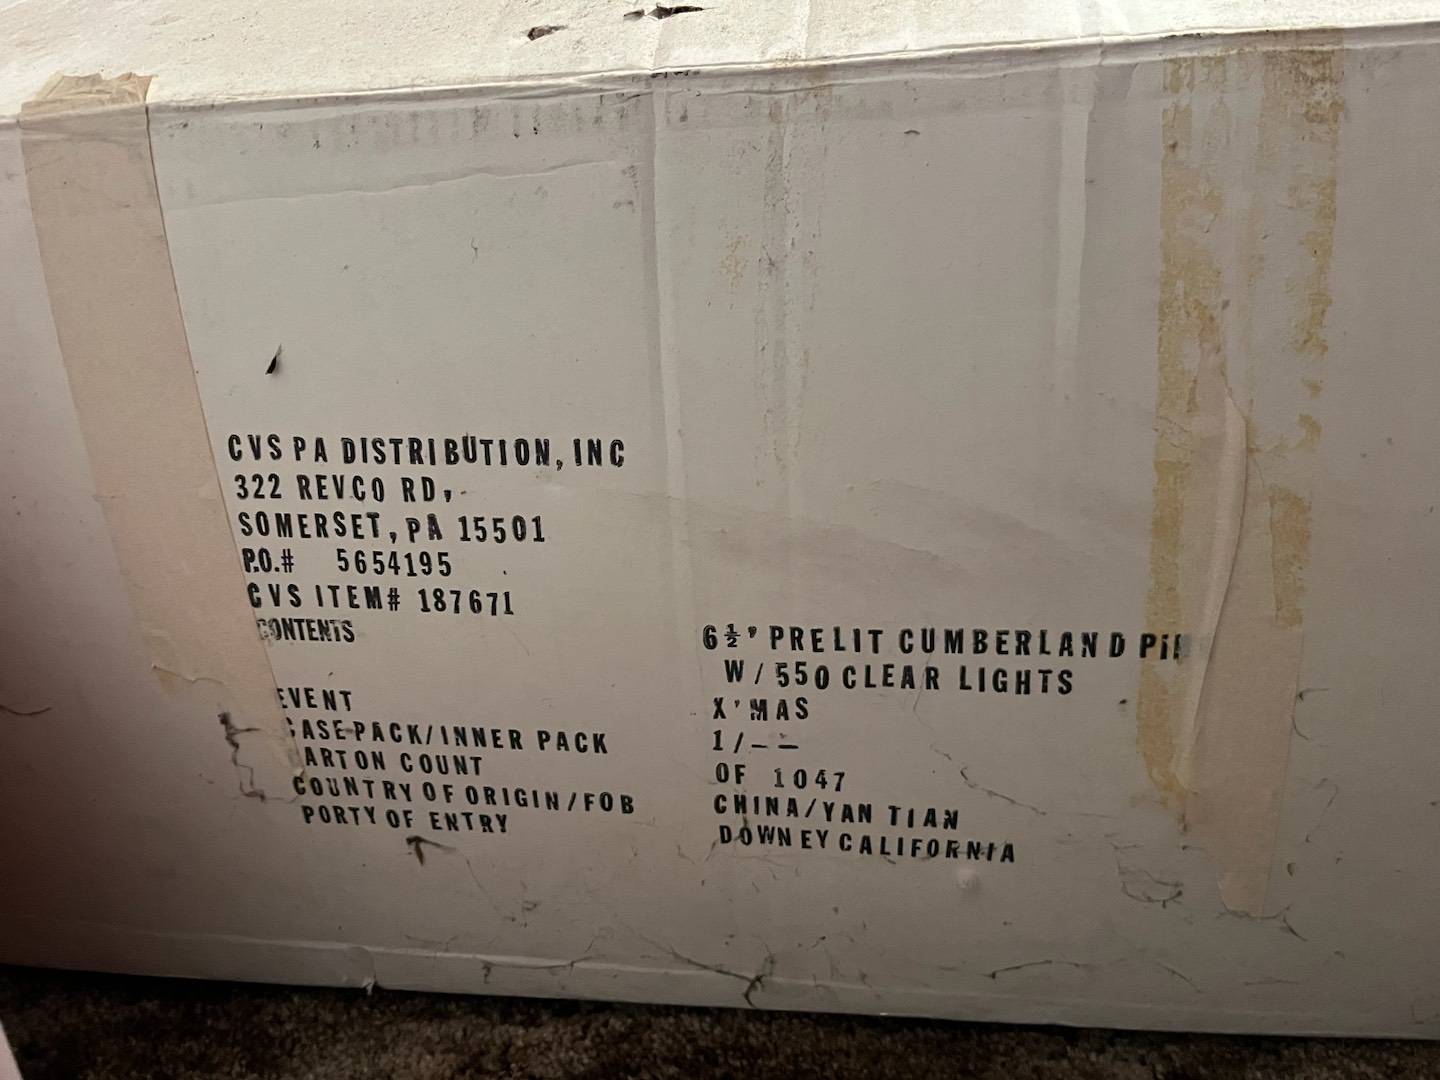 CVS PA DISTRIBUTION, INC
322 REVCO RD,
SOMERSET, PA 15501
P.O.# 5654195
CVS ITEM# 187671
CONTENTS
6½' PRELIT CUMBERLAND PIN
W/ 550 CLEAR LIGHTS
EVENT X'MAS
CASE PACK/INNER PACK 1/--
CARTON COUNT OF 1047
COUNTRY OF ORIGIN/FOB CHINA/YAN TIAN
PORTY OF ENTRY DOWNEY CALIFORNIA